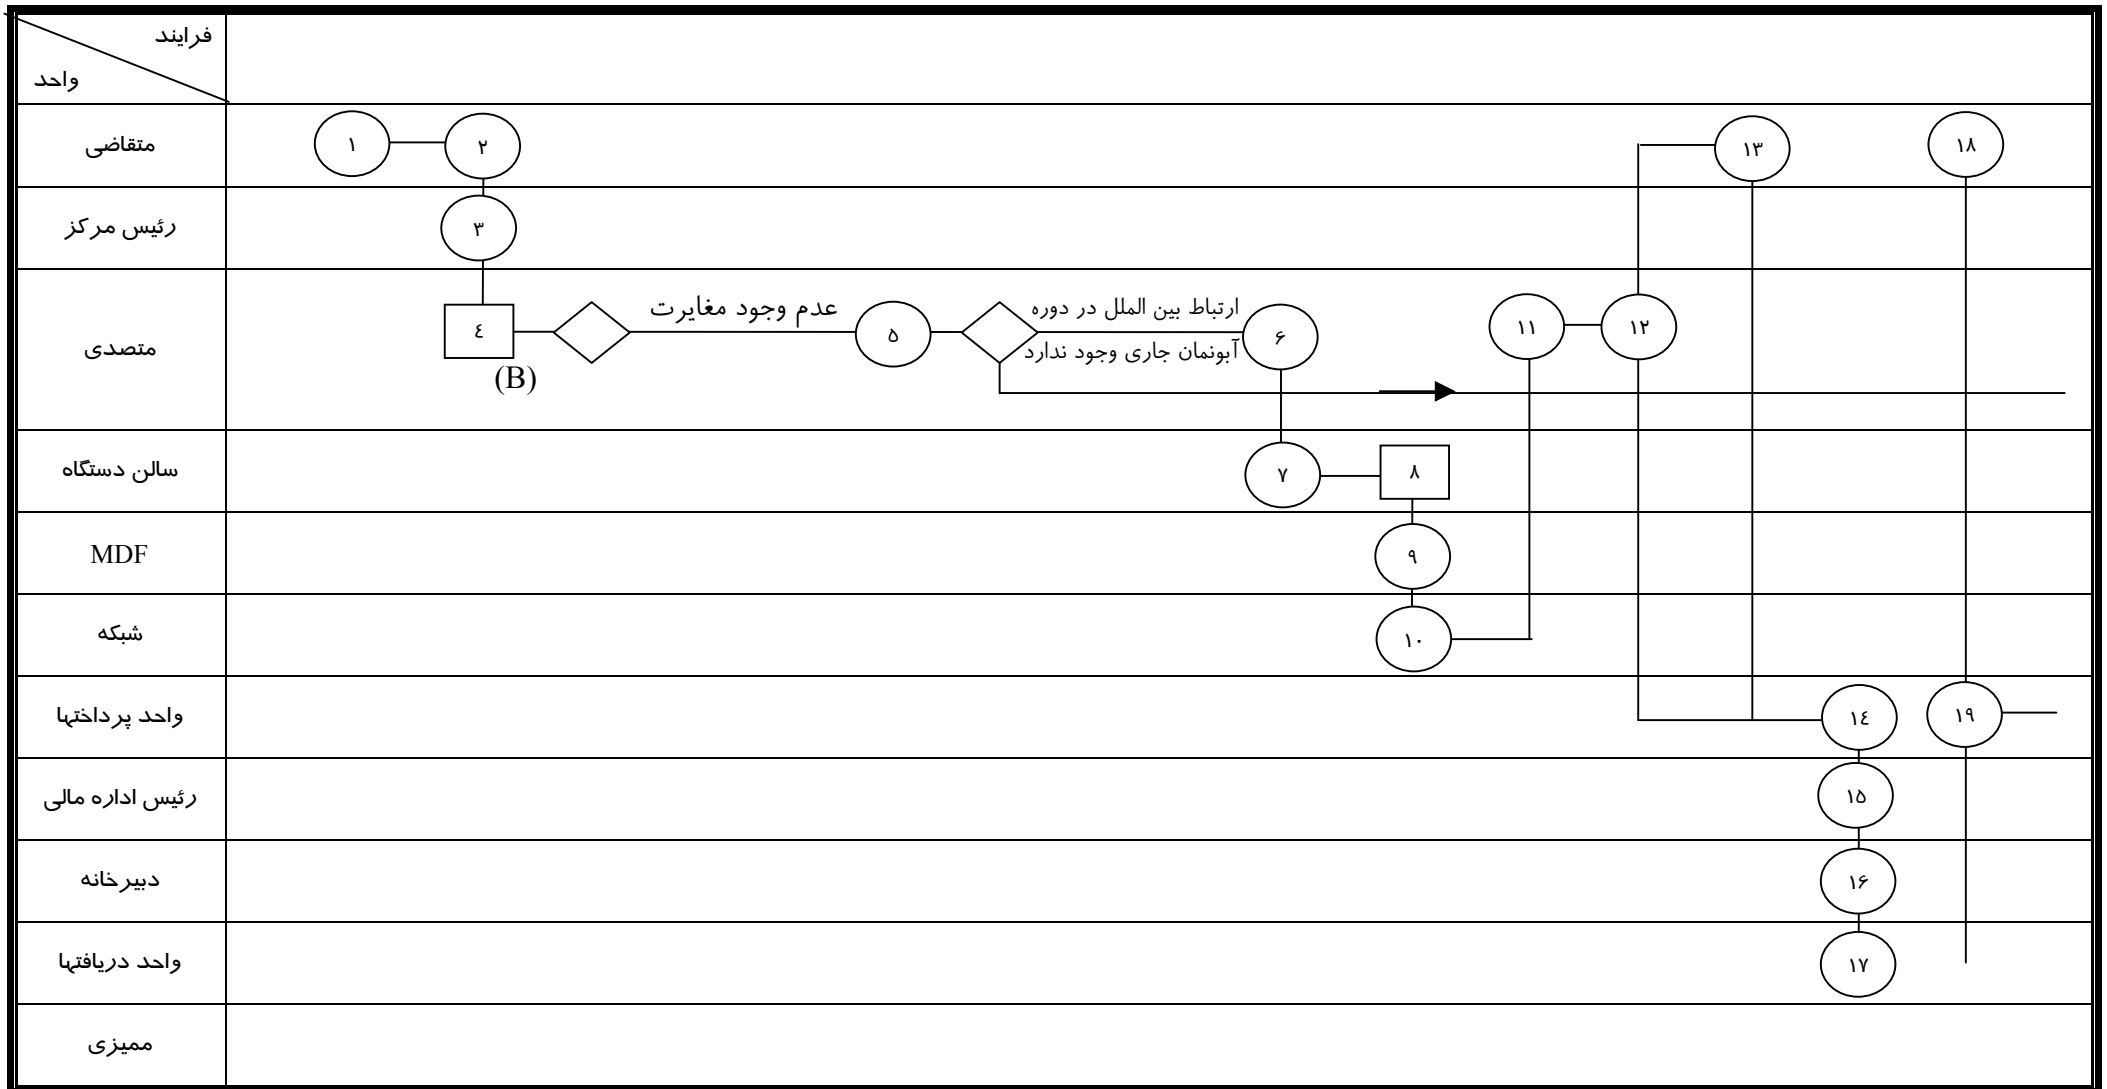 فرایند
واحد
متقاضی
۱
۲
۱۳
۱۸
رئیس مرکز
۳
متصدی
٤
(B)
عدم وجود مغایرت
٥
ارتباط بین الملل در دوره
آبونمان جاری وجود ندارد
۶
۱۱
۱۲
سالن دستگاه
۷
۸
MDF
۹
شبکه
۱۰
واحد پرداختها
۱٤
۱۹
رئیس اداره مالی
۱٥
دبیرخانه
۱۶
واحد دریافتها
۱۷
ممیزی